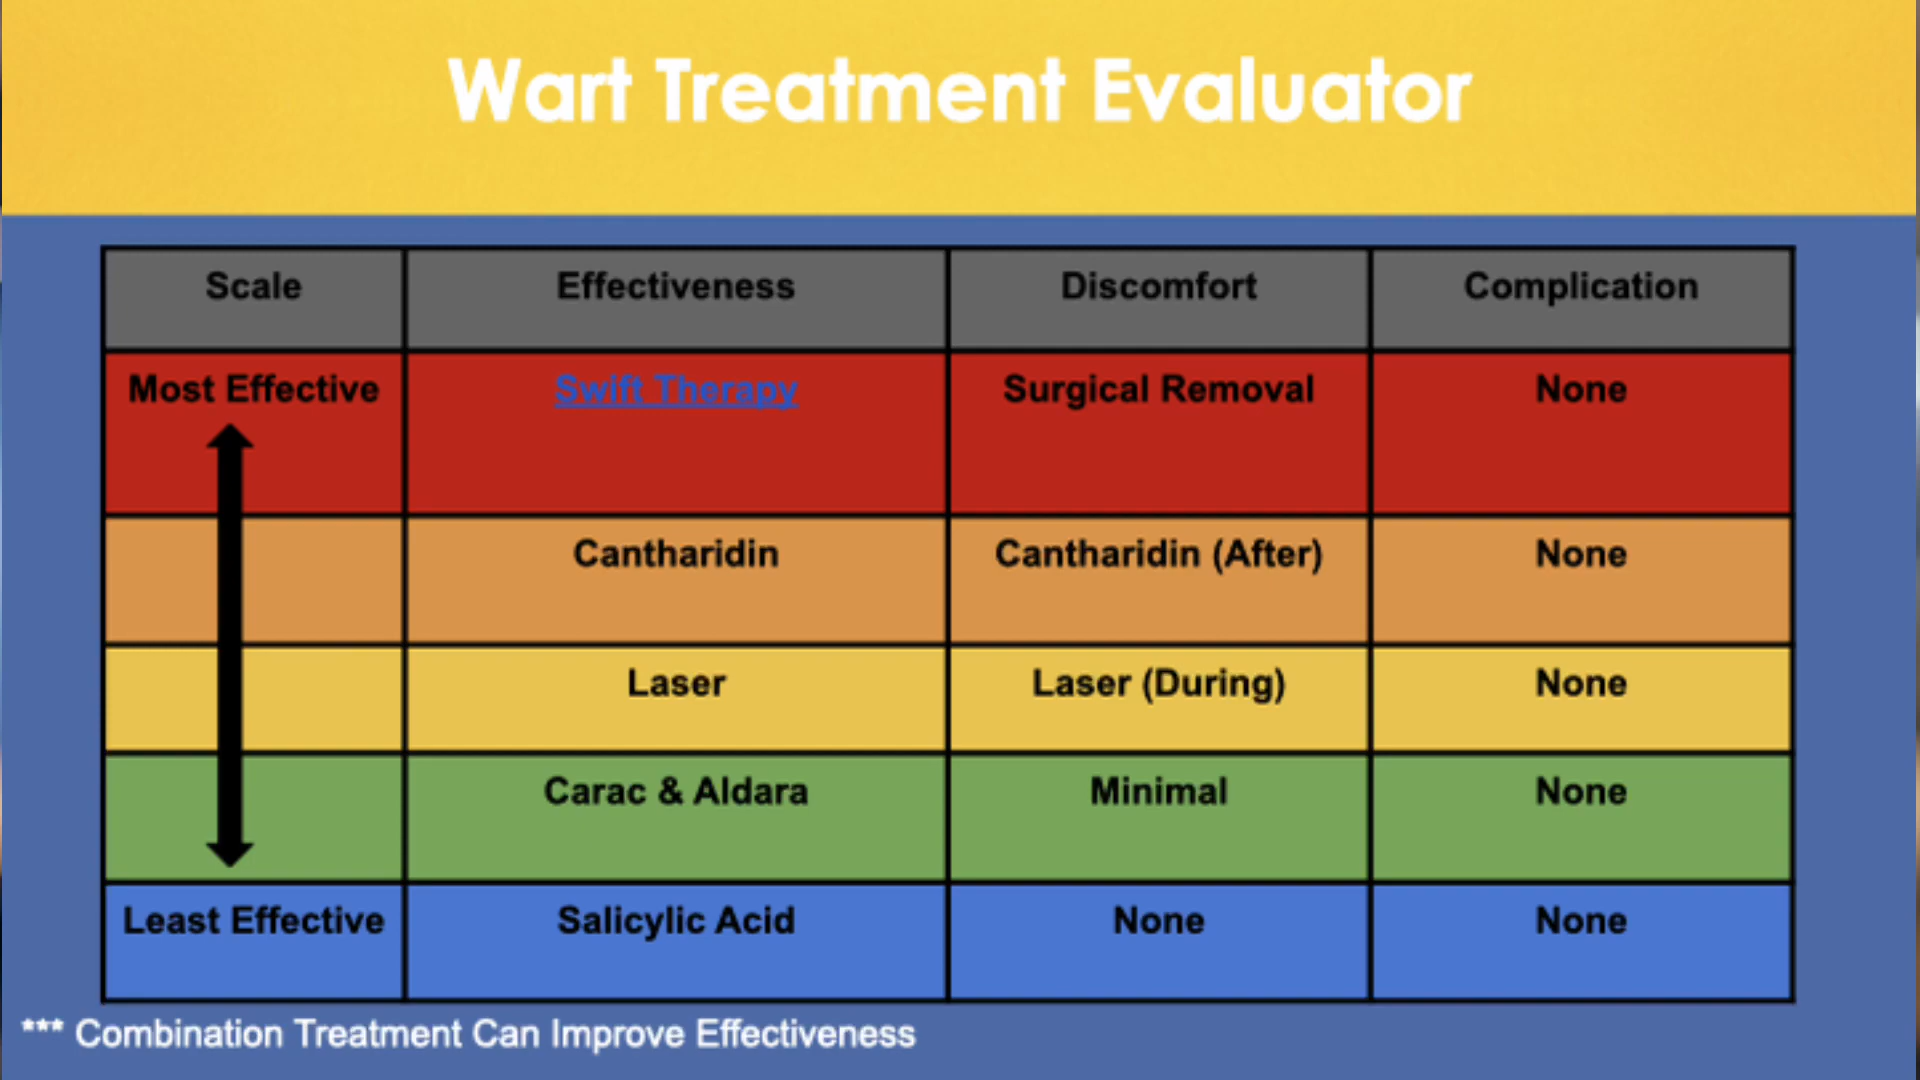 Wart Treatment Evaluator
Scale Effectiveness Discomfort Complication
Most Effective Swift Therapy Surgical Removal None
Cantharidin Cantharidin (After) None
Laser Laser (During) None
Carac & Aldara Minimal None
Least Effective Salicylic Acid None None
*** Combination Treatment Can Improve Effectiveness